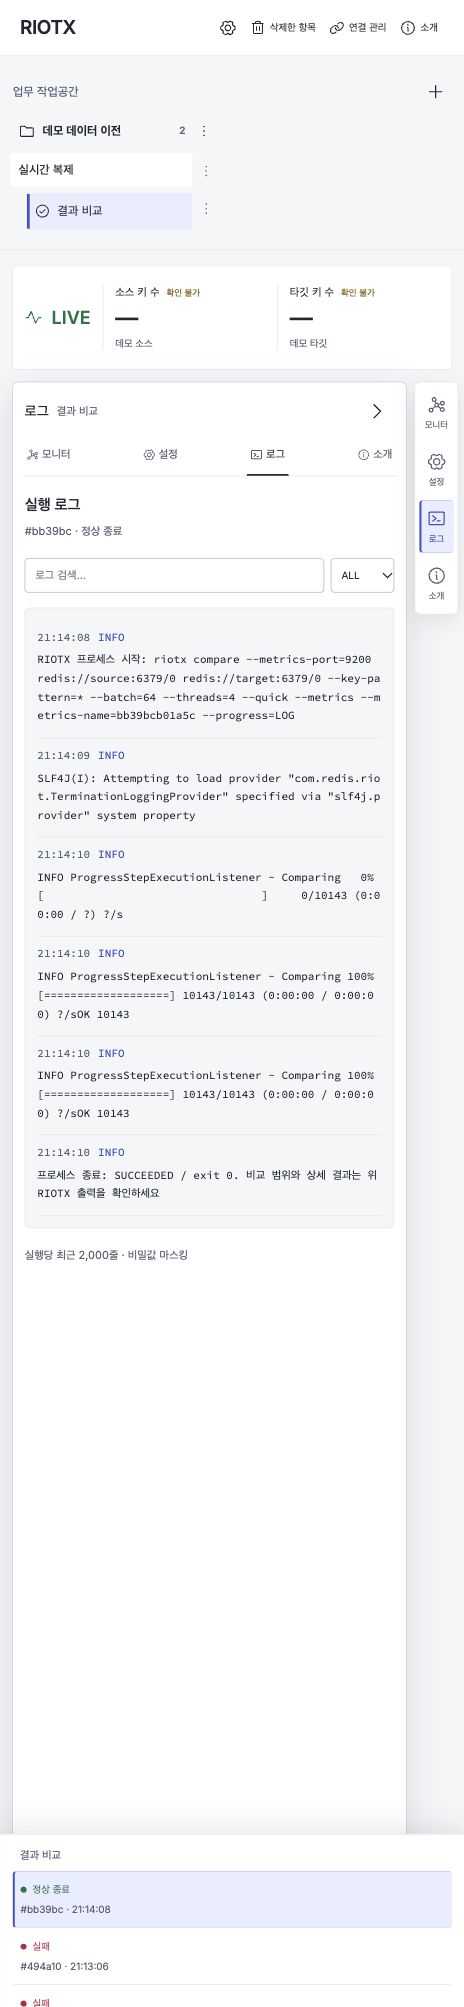 RIOTX
삭제한 항목
연결 관리
소개
업무 작업공간
데모 데이터 이전 2
실시간 복제
결과 비교
LIVE
소스 키 수 확인 불가
—
데모 소스
타깃 키 수 확인 불가
—
데모 타깃
로그 결과 비교
모니터
설정
로그
소개
모니터
설정
로그
소개
실행 로그
#bb39bc · 정상 종료
로그 검색...
ALL
21:14:08 INFO
RIOTX 프로세스 시작: riotx compare --metrics-port=9200
redis://source:6379/0 redis://target:6379/0 --key-pa
ttern=* --batch=64 --threads=4 --quick --metrics --m
etrics-name=bb39bcb01a5c --progress=LOG
21:14:09 INFO
SLF4J(I): Attempting to load provider "com.redis.rio
t.TerminationLoggingProvider" specified via "slf4j.p
rovider" system property
21:14:10 INFO
INFO ProgressStepExecutionListener - Comparing   0%
[                                 ]     0/10143 (0:0
0:00 / ?) ?/s
21:14:10 INFO
INFO ProgressStepExecutionListener - Comparing 100%
[===================] 10143/10143 (0:00:00 / 0:00:0
0) ?/sOK 10143
21:14:10 INFO
INFO ProgressStepExecutionListener - Comparing 100%
[===================] 10143/10143 (0:00:00 / 0:00:0
0) ?/sOK 10143
21:14:10 INFO
프로세스 종료: SUCCEEDED / exit 0. 비교 범위와 상세 결과는 위
RIOTX 출력을 확인하세요
실행당 최근 2,000줄 · 비밀값 마스킹
결과 비교
정상 종료
#bb39bc · 21:14:08
실패
#494a10 · 21:13:06
실패